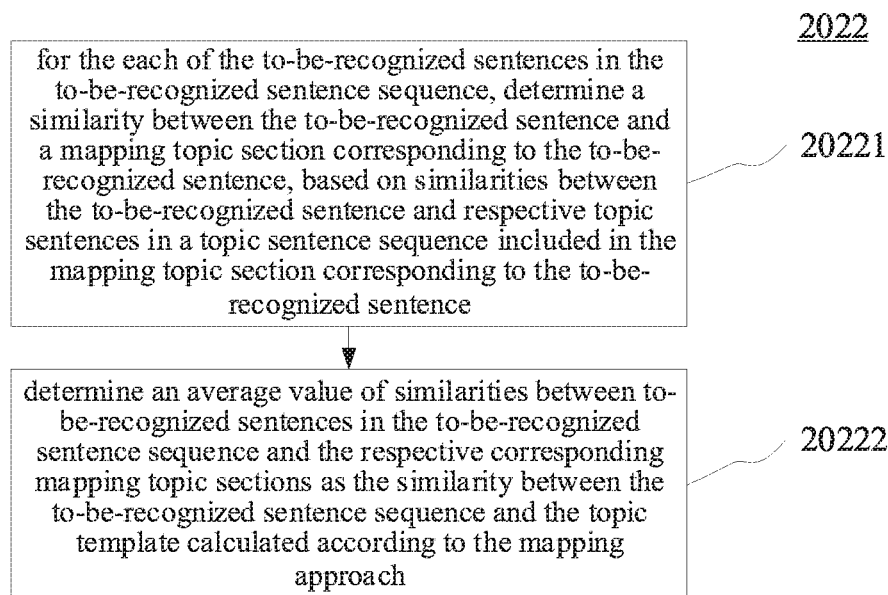 2022
for the each of the to-be-recognized sentences in the
to-be-recognized sentence sequence, determine a
similarity between the to-be-recognized sentence and
a mapping topic section corresponding to the to-be-
recognized sentence, based on similarities between
the to-be-recognized sentence and respective topic
sentences in a topic sentence sequence included in the
mapping topic section corresponding to the to-be-
recognized sentence
20221
determine an average value of similarities between to-
be-recognized sentences in the to-be-recognized
sentence sequence and the respective corresponding
mapping topic sections as the similarity between the
to-be-recognized sentence sequence and the topic
template calculated according to the mapping
approach
20222